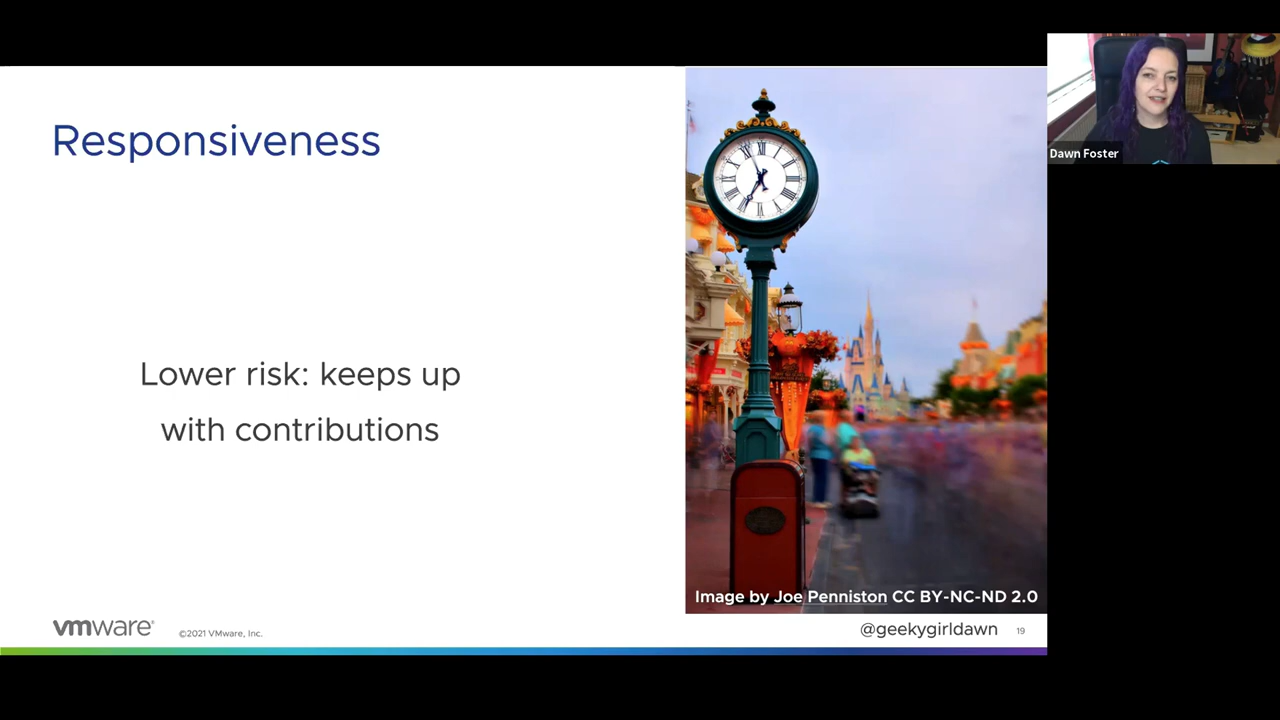 Responsiveness
Lower risk: keeps up
with contributions
Image by Joe Penniston CC BY-NC-ND 2.0
vmware®
©2021 VMware, Inc.
@geekygirldawn
19
Dawn Foster